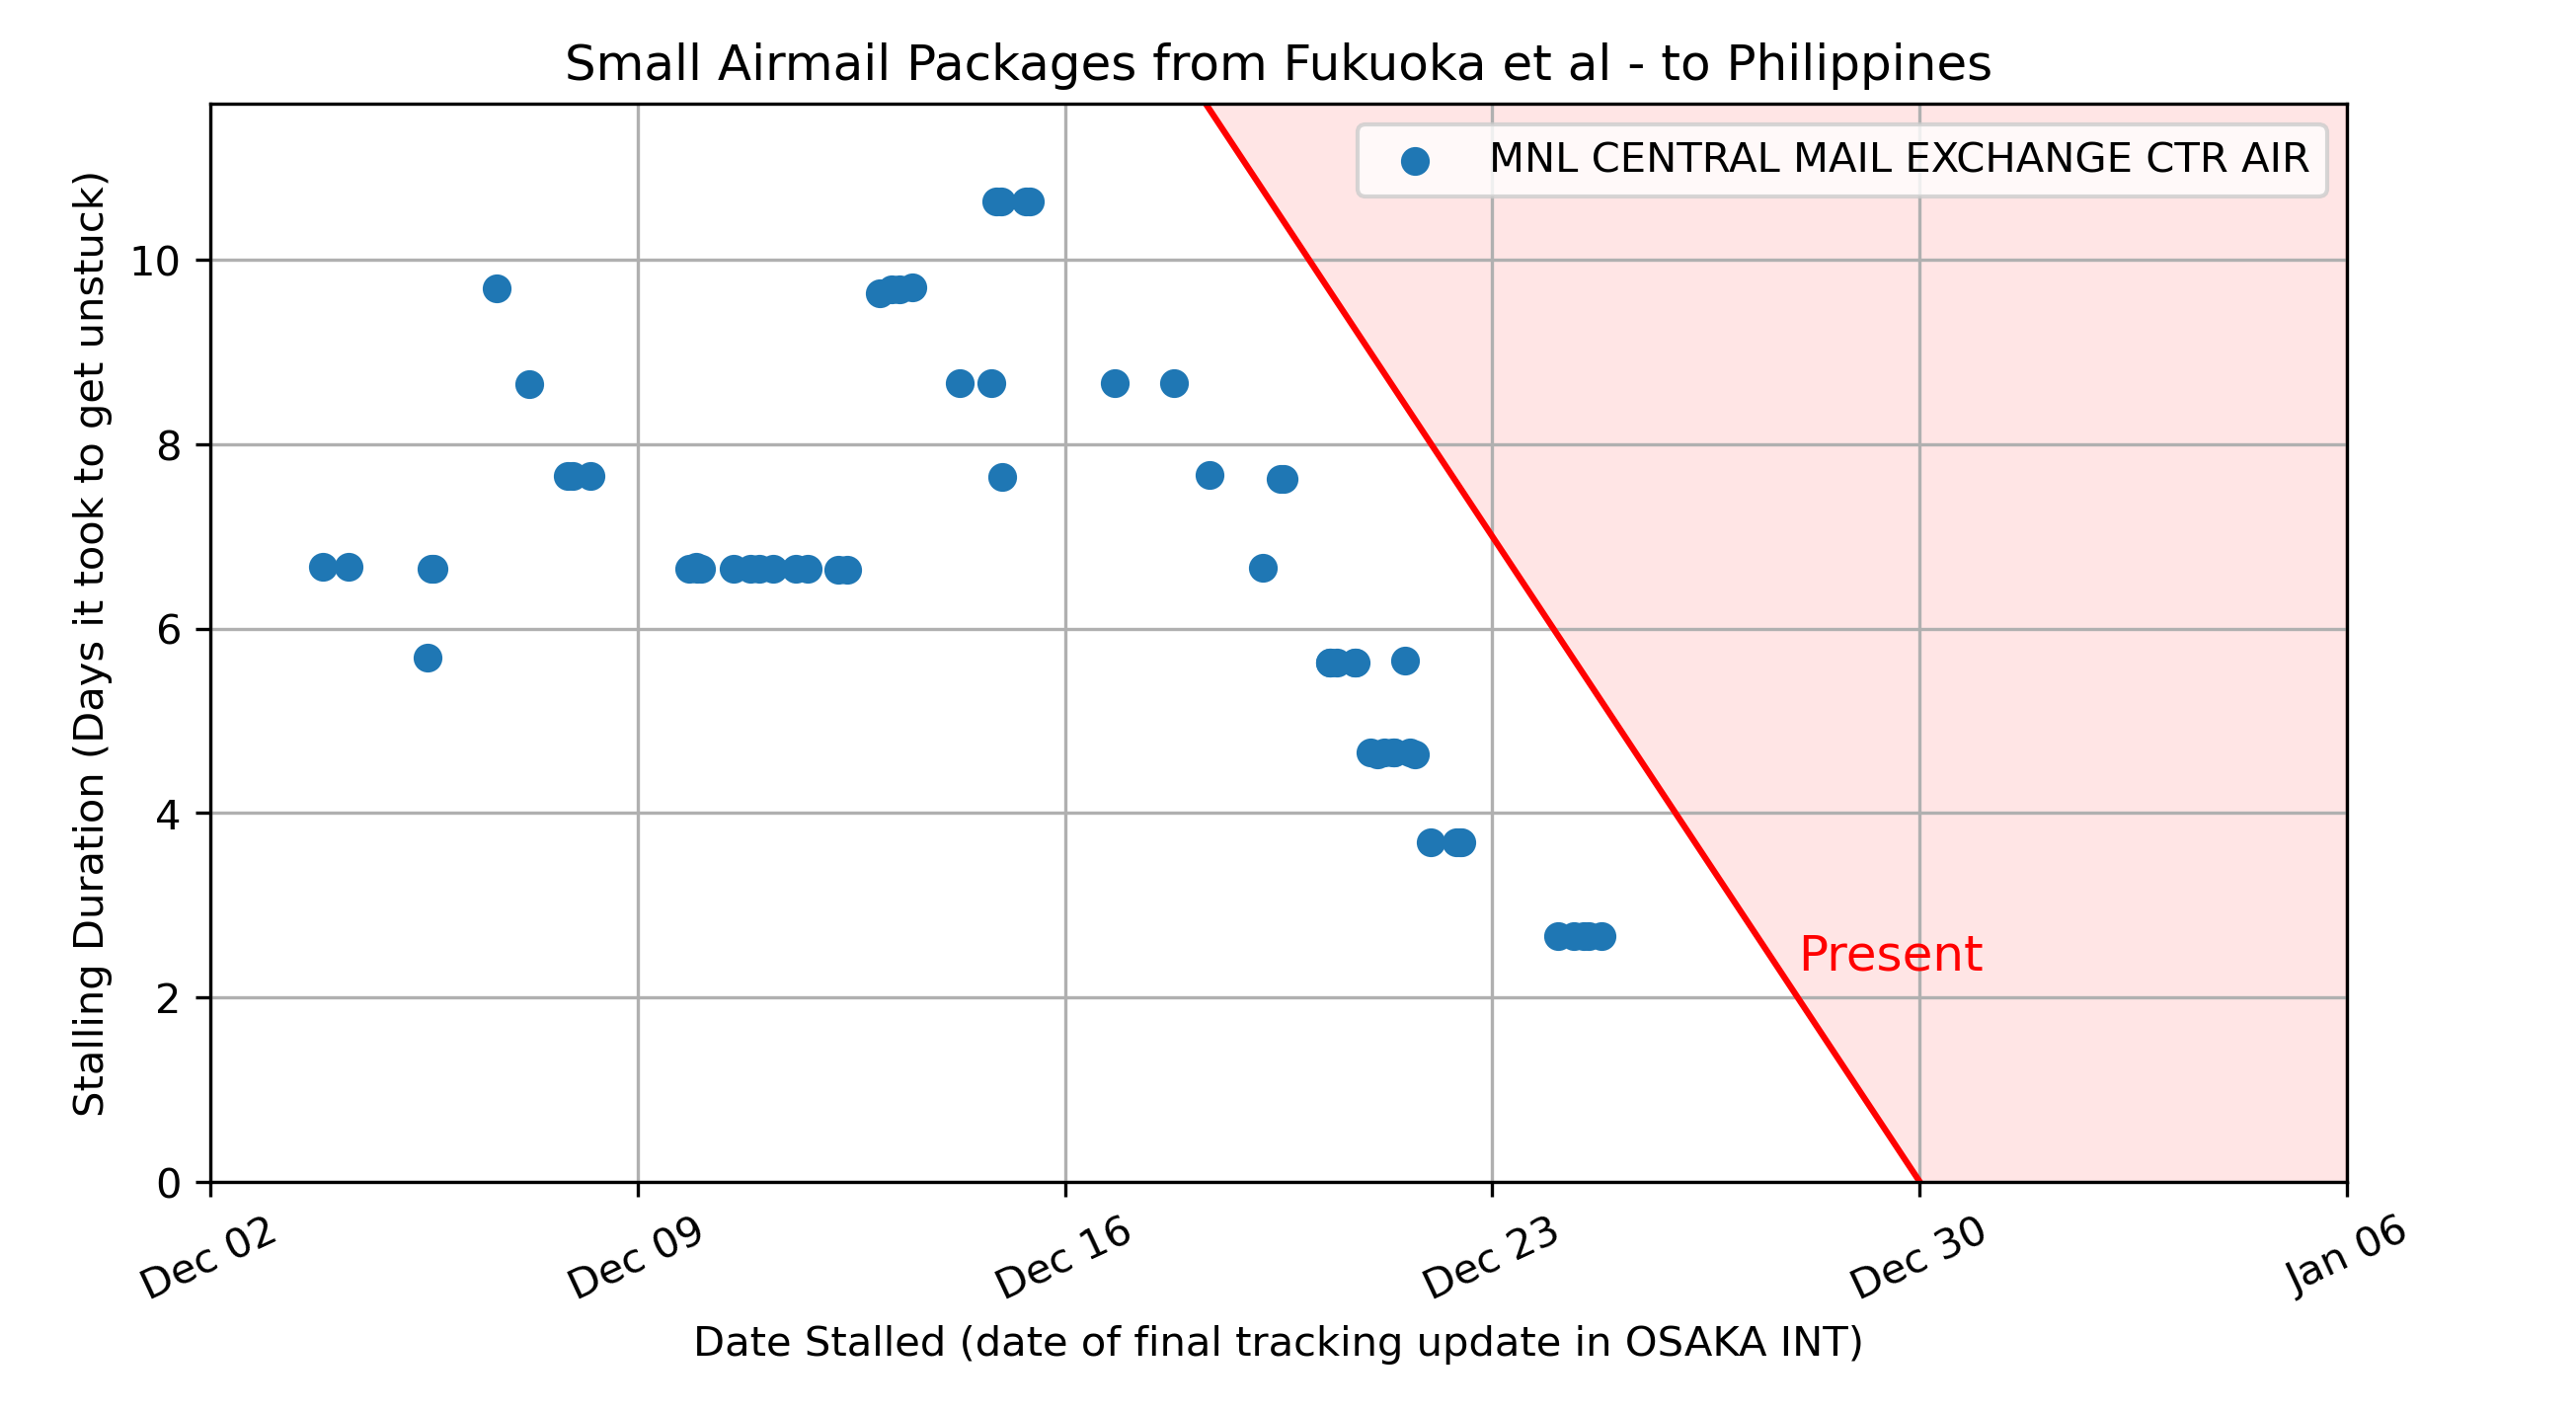 Small Airmail Packages from Fukuoka et al - to Philippines
MNL CENTRAL MAIL EXCHANGE CTR AIR
Stalling Duration (Days it took to get unstuck)
10
8
6
4
2
0
Present
Dec 02
Dec 09
Dec 16
Dec 23
Dec 30
Jan 06
Date Stalled (date of final tracking update in OSAKA INT)